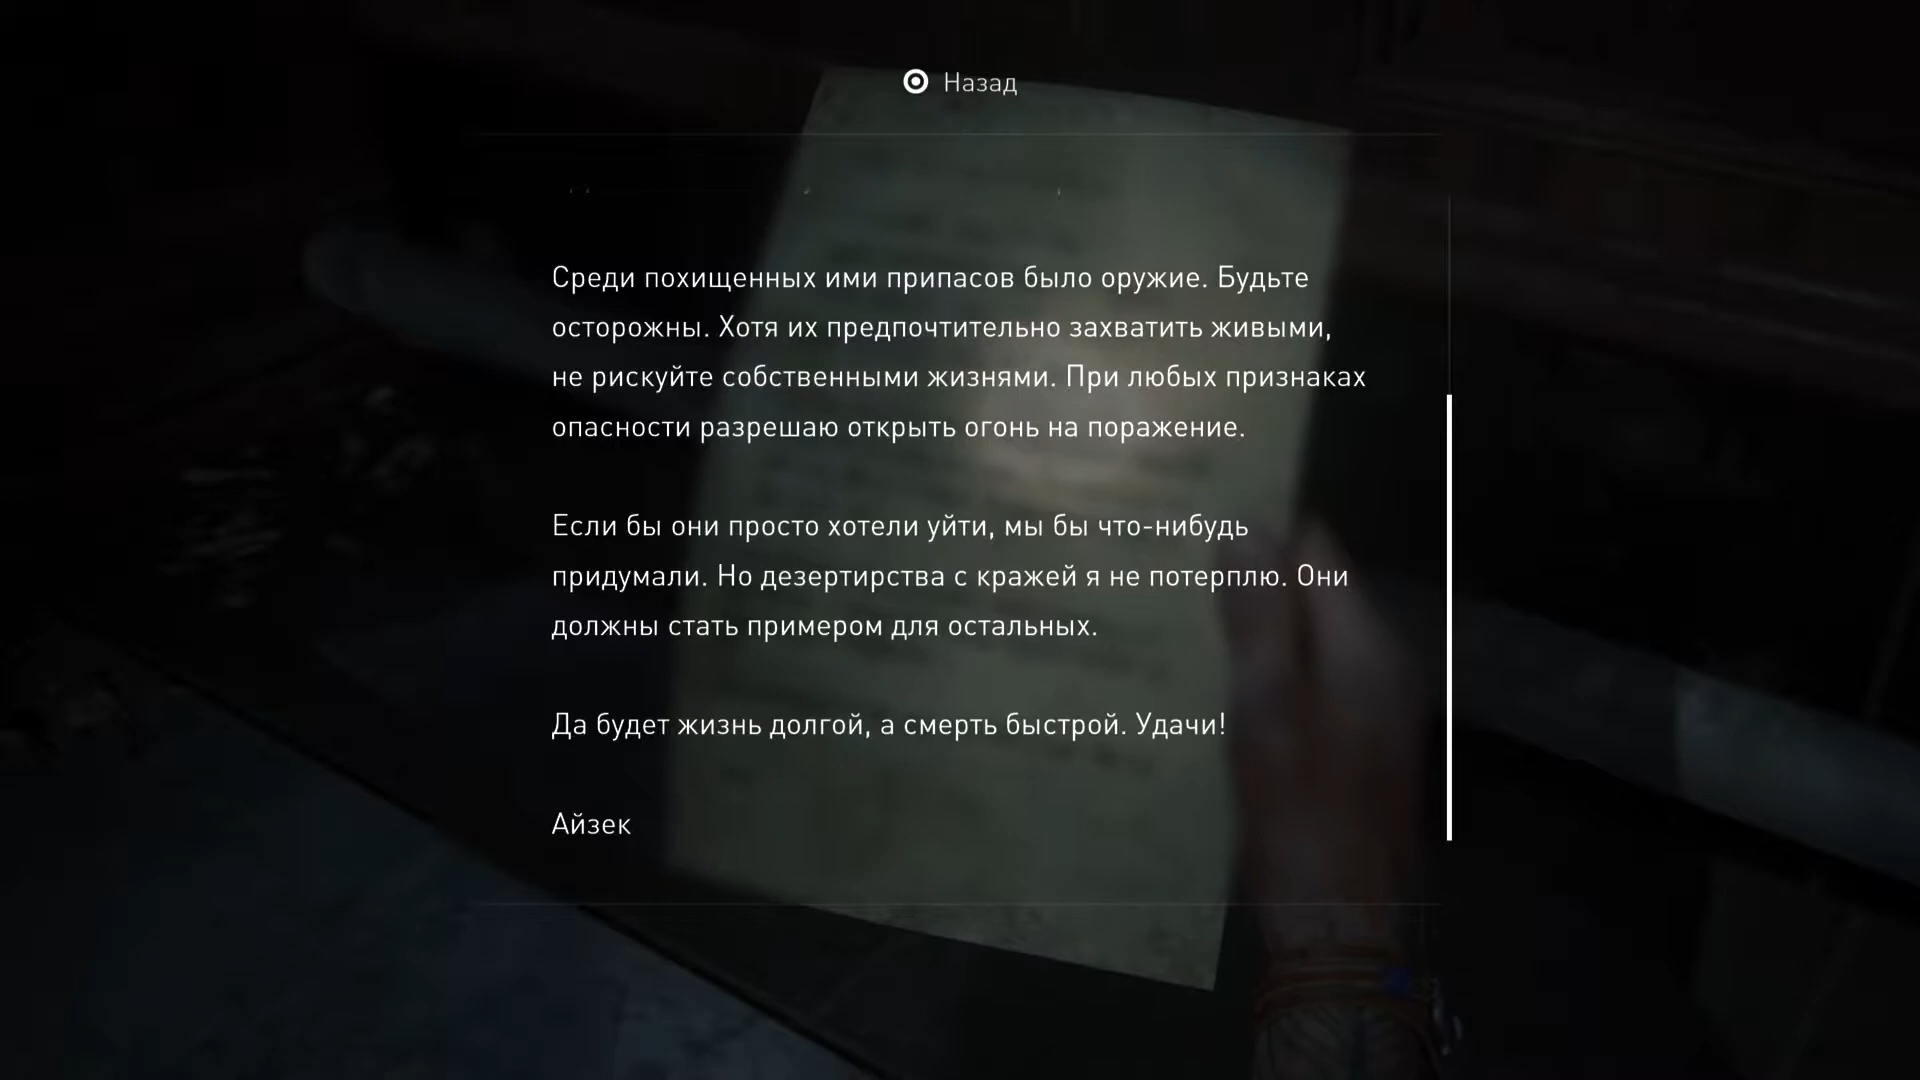 Назад
Среди похищенных ими припасов было оружие. Будьте
осторожны. Хотя их предпочтительно захватить живыми,
не рискуйте собственными жизнями. При любых признаках
опасности разрешаю открыть огонь на поражение.
Если бы они просто хотели уйти, мы бы что-нибудь
придумали. Но дезертирства с кражей я не потерплю. Они
должны стать примером для остальных.
Да будет жизнь долгой, а смерть быстрой. Удачи!
Айзек